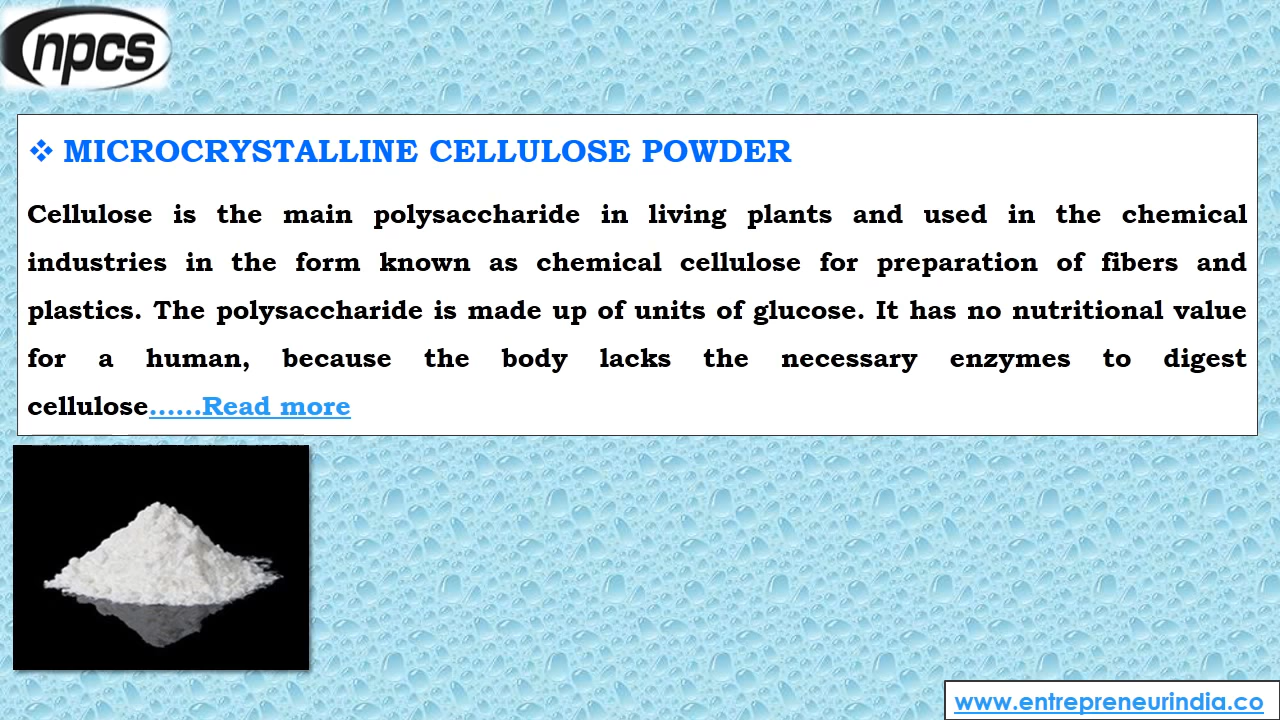 npcs
❖ MICROCRYSTALLINE CELLULOSE POWDER
Cellulose is the main polysaccharide in living plants and used in the chemical
industries in the form known as chemical cellulose for preparation of fibers and
plastics. The polysaccharide is made up of units of glucose. It has no nutritional value
for a human, because the body lacks the necessary enzymes to digest
cellulose......Read more
www.entrepreneurindia.co